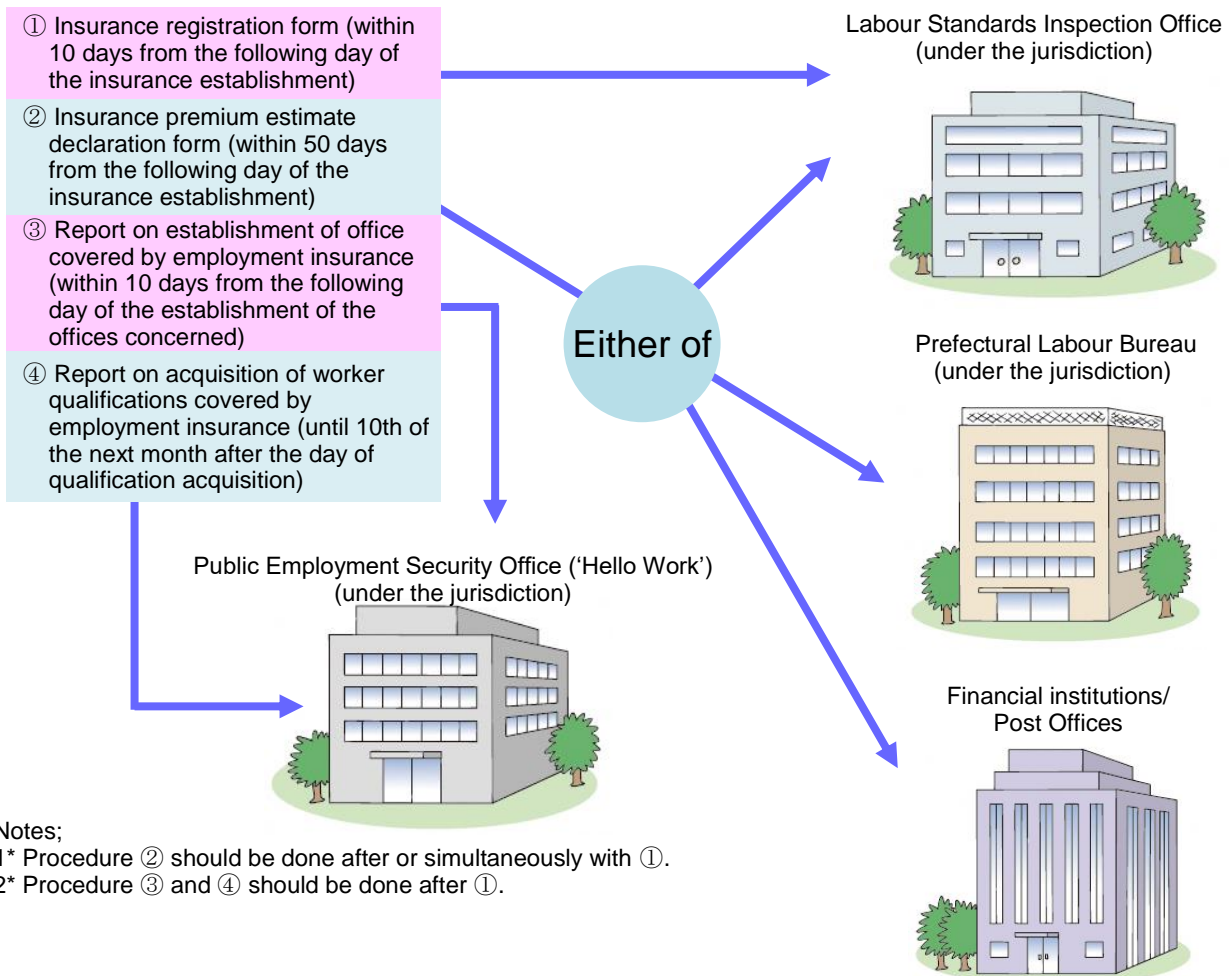 ① Insurance registration form (within
10 days from the following day of
the insurance establishment)
② Insurance premium estimate
declaration form (within 50 days
from the following day of the
insurance establishment)
③ Report on establishment of office
covered by employment insurance
(within 10 days from the following
day of the establishment of the
offices concerned)
④ Report on acquisition of worker
qualifications covered by
employment insurance (until 10th of
the next month after the day of
qualification acquisition)
Labour Standards Inspection Office
(under the jurisdiction)
Either of
Prefectural Labour Bureau
(under the jurisdiction)
Public Employment Security Office (‘Hello Work’)
(under the jurisdiction)
Financial institutions/
Post Offices
Notes;
1* Procedure ② should be done after or simultaneously with ①.
2* Procedure ③ and ④ should be done after ①.